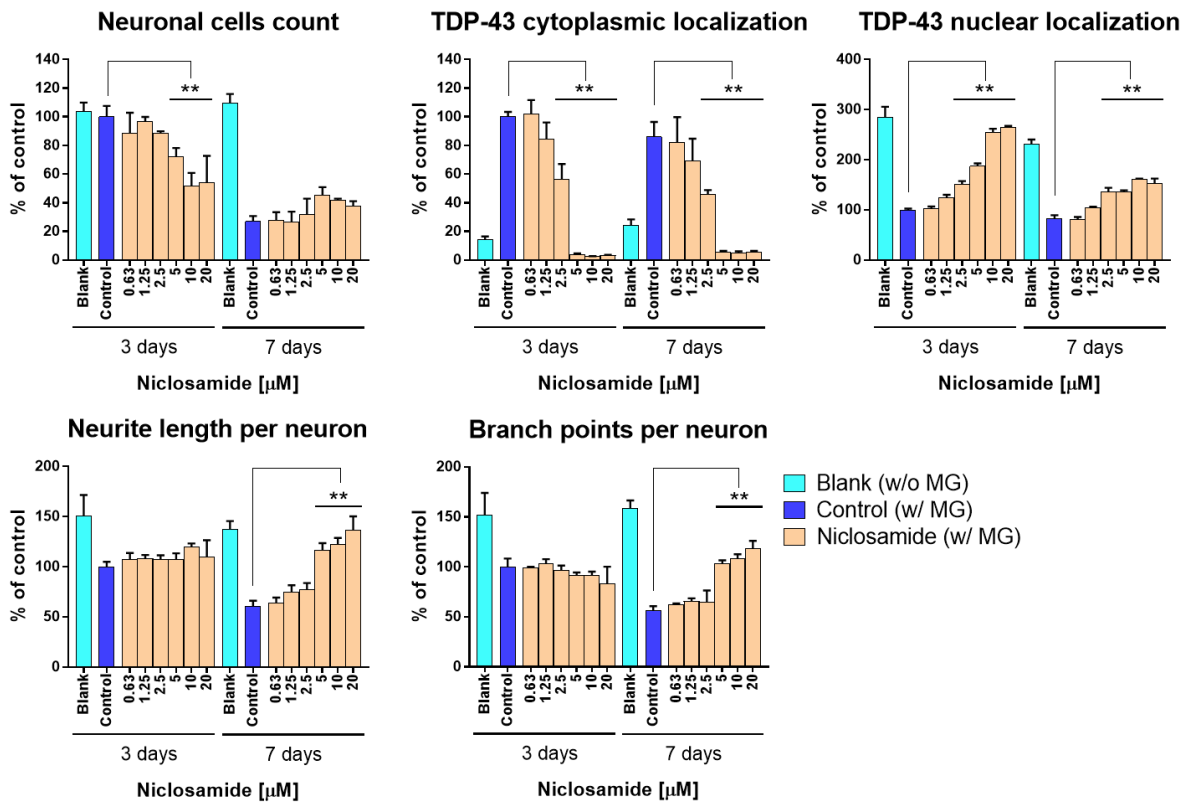 Neuronal cells count
% of control
140
120
100
80
60
40
20
0
**
Blank
Control
0.63
1.25
2.5
5
10
20
Blank
Control
0.63
1.25
2.5
5
10
20
3 days
7 days
Niclosamide [μM]
TDP-43 cytoplasmic localization
% of control
140
120
100
80
60
40
20
0
**
**
Blank
Control
0.63
1.25
2.5
5
10
20
Blank
Control
0.63
1.25
2.5
5
10
20
3 days
7 days
Niclosamide [μM]
TDP-43 nuclear localization
% of control
400
300
200
100
0
**
**
Blank
Control
0.63
1.25
2.5
5
10
20
Blank
Control
0.63
1.25
2.5
5
10
20
3 days
7 days
Niclosamide [μM]
Neurite length per neuron
% of control
200
150
100
50
0
**
Blank
Control
0.63
1.25
2.5
5
10
20
Blank
Control
0.63
1.25
2.5
5
10
20
3 days
7 days
Niclosamide [μM]
Branch points per neuron
% of control
200
150
100
50
0
**
Blank
Control
0.63
1.25
2.5
5
10
20
Blank
Control
0.63
1.25
2.5
5
10
20
3 days
7 days
Niclosamide [μM]
Blank (w/o MG)
Control (w/ MG)
Niclosamide (w/ MG)